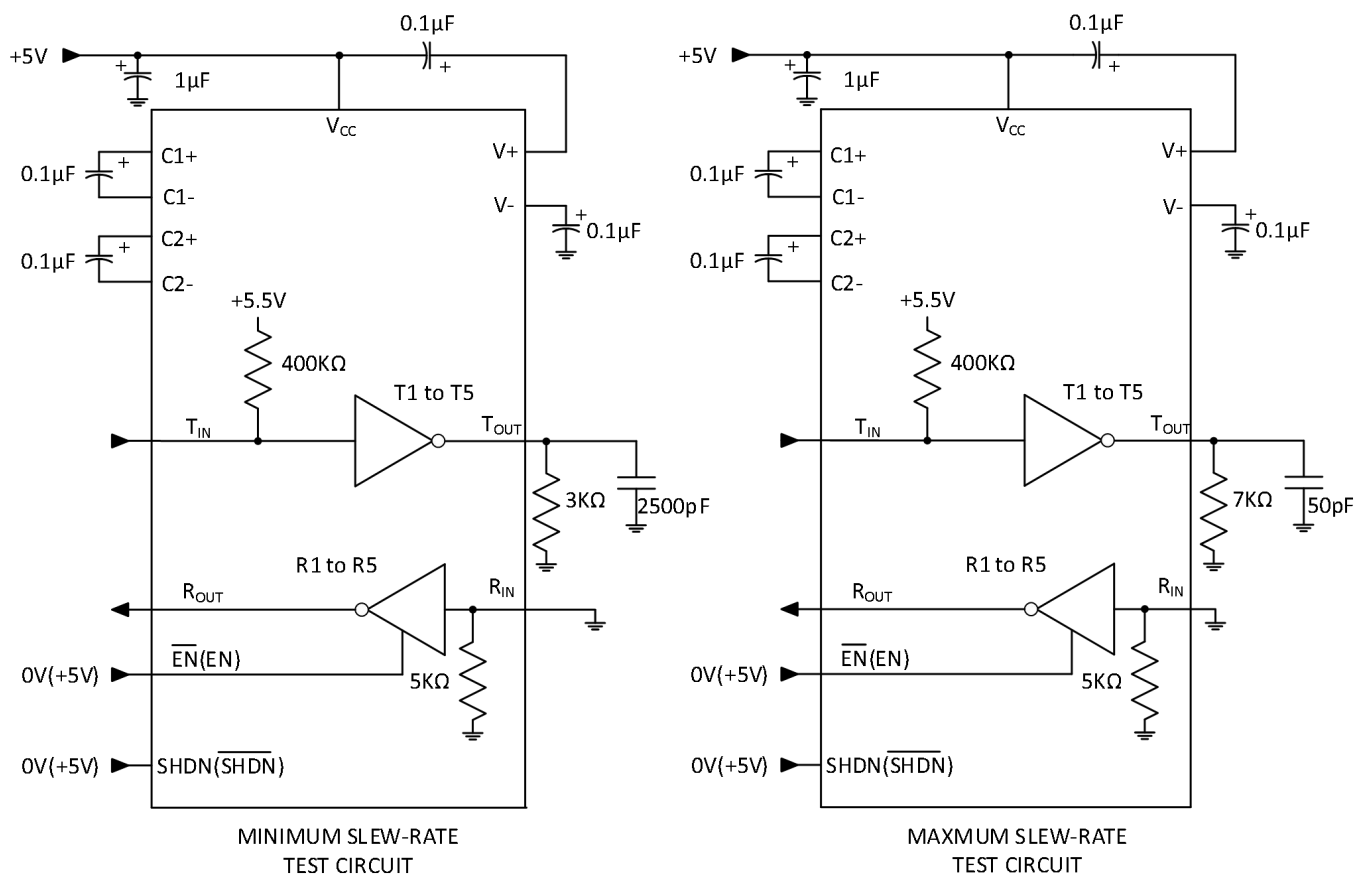 0.1µF
+5V
+
1µF
+
VCC
V+
C1+
+
0.1µF
C1-
V-
+
0.1µF
C2+
+
0.1µF
C2-
+5.5V
400KΩ
T1 to T5
TIN
TOUT
3KΩ
2500pF
R1 to R5
ROUT
RIN
EN(EN)
0V(+5V)
5KΩ
0V(+5V)
SHDN(SHDN)
MINIMUM SLEW-RATE
TEST CIRCUIT
0.1µF
+5V
+
1µF
+
VCC
V+
C1+
+
0.1µF
C1-
V-
+
0.1µF
C2+
+
0.1µF
C2-
+5.5V
400KΩ
T1 to T5
TIN
TOUT
7KΩ
50pF
R1 to R5
ROUT
RIN
EN(EN)
0V(+5V)
5KΩ
0V(+5V)
SHDN(SHDN)
MAXMUM SLEW-RATE
TEST CIRCUIT